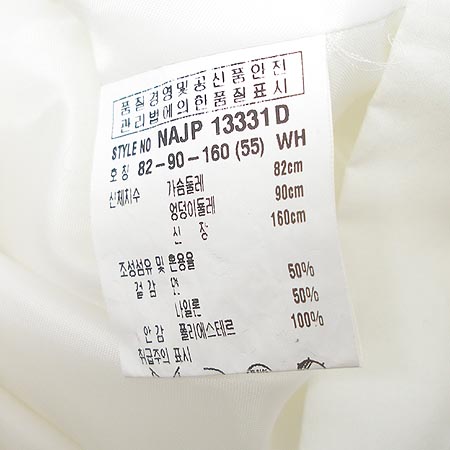 품질경영및공산품안전
관리법에의한품질표시
STYLE NO NAJP 13331D
호 칭 82-90-160 (55) WH
신체치수 가슴둘레 82cm
엉덩이둘레 90cm
신 장 160cm
조성섬유 및 혼용율
겉 감 면 50%
나일론 50%
안 감 폴리에스테르 100%
취급주의 표시